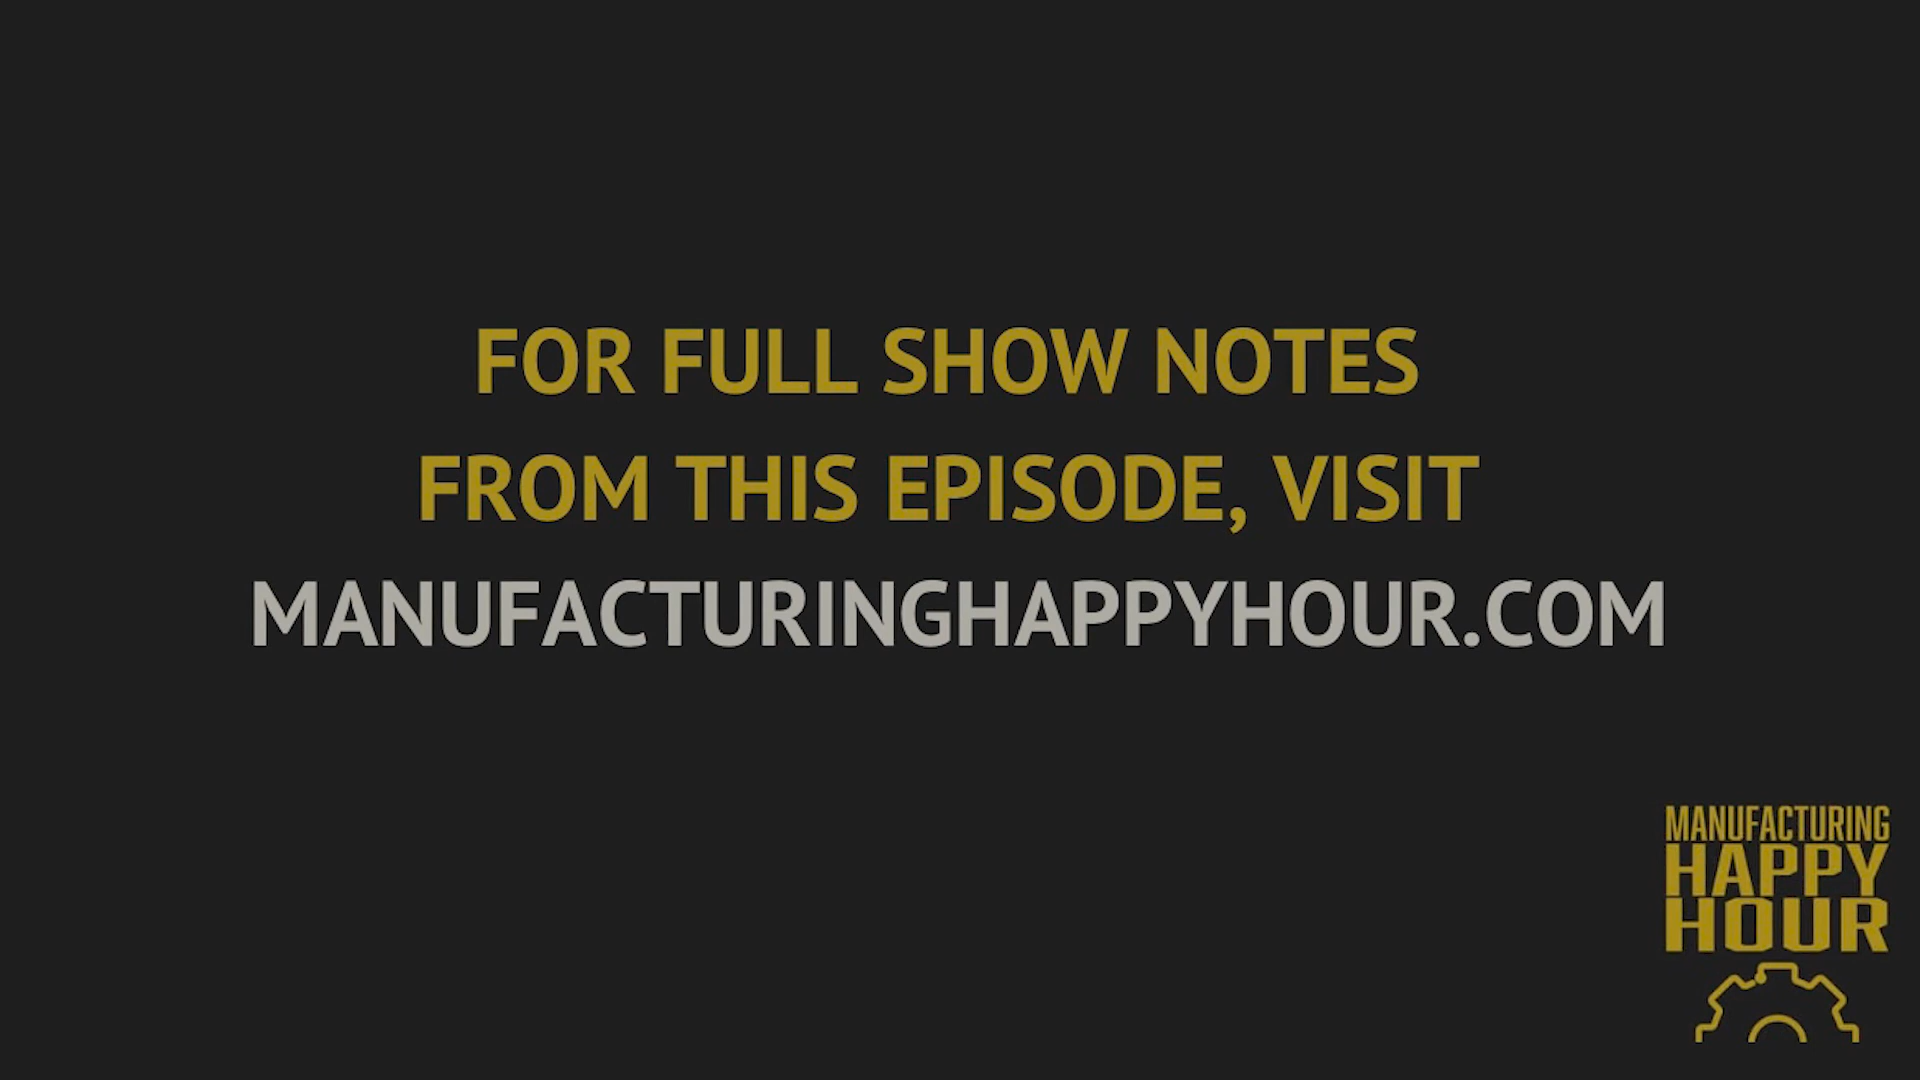 FOR FULL SHOW NOTES
FROM THIS EPISODE, VISIT
MANUFACTURINGHAPPYHOUR.COM
MANUFACTURING
HAPPY
HOUR